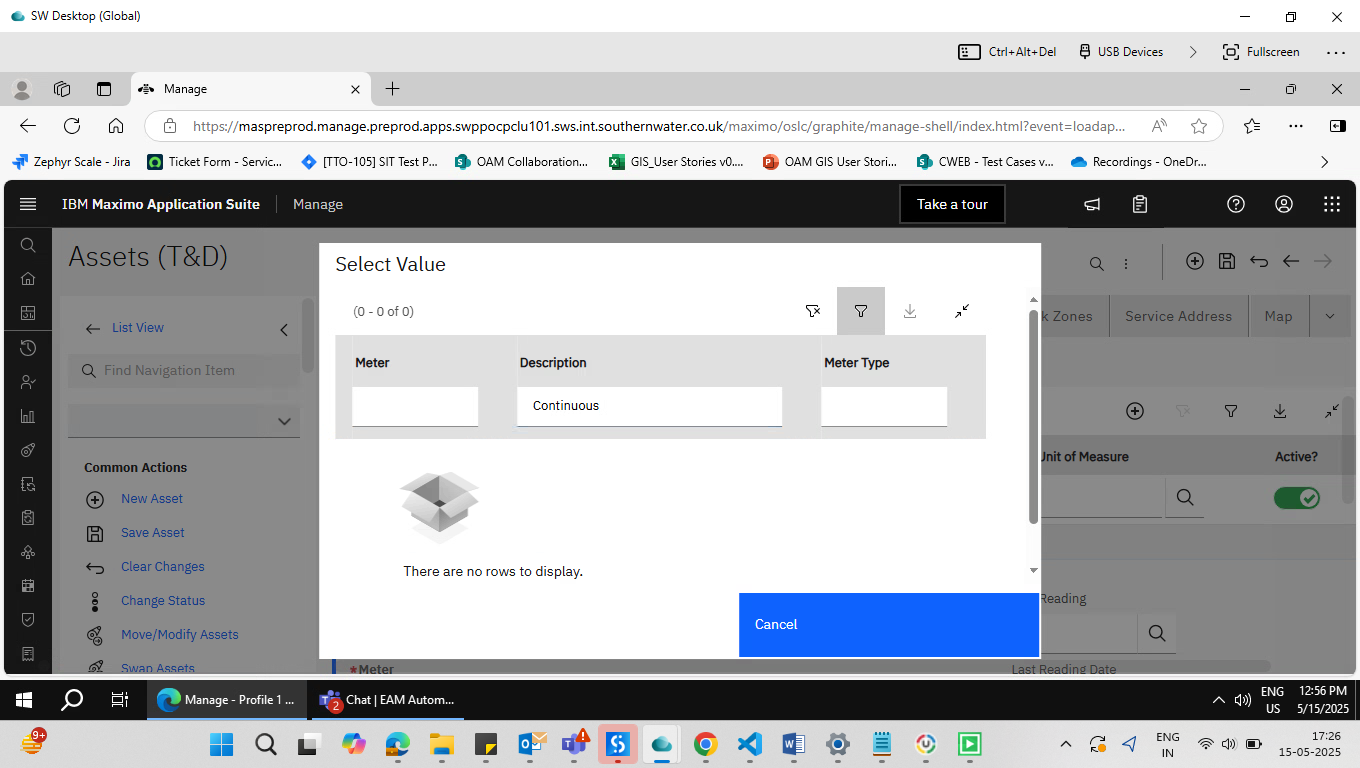 SW Desktop (Global)
Ctrl+Alt+Del
USB Devices
Fullscreen
Manage
https://maspreprod.manage.preprod.apps.swppocpclu101.sws.int.southernwater.co.uk/maximo/oslc/graphite/manage-shell/index.html?event=loadap...
Zephyr Scale - Jira
Ticket Form - Servic...
[TTO-105] SIT Test P...
OAM Collaboration...
GIS_User Stories v0....
OAM GIS User Stori...
CWEB - Test Cases v...
Recordings - OneDr...
IBM Maximo Application Suite
Manage
Take a tour
Assets (T&D)
Select Value
List View
(0 - 0 of 0)
k Zones
Service Address
Map
Find Navigation Item
Meter
Description
Meter Type
Continuous
Unit of Measure
Active?
Common Actions
New Asset
Save Asset
Clear Changes
Change Status
Move/Modify Assets
Swap Assets
There are no rows to display.
Reading
Cancel
*Meter
Last Reading Date
Manage - Profile 1 ...
2
Chat | EAM Autom...
ENG
US
12:56 PM
5/15/2025
9+
ENG
IN
17:26
15-05-2025